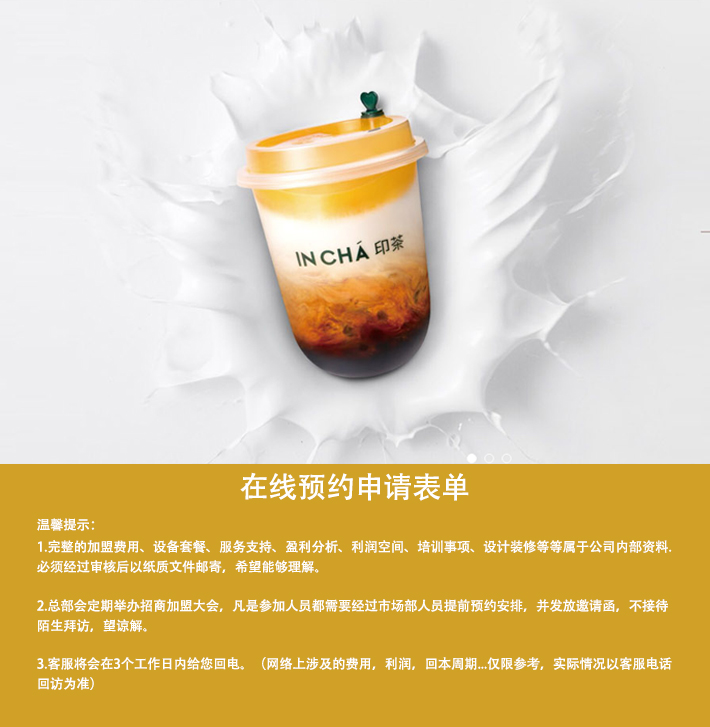 INCHÁ 印茶
在线预约申请表单
温馨提示：
1.完整的加盟费用、设备套餐、服务支持、盈利分析、利润空间、培训事项、设计装修等等属于公司内部资料.
必须经过审核后以纸质文件邮寄，希望能够理解。
2.总部会定期举办招商加盟大会，凡是参加人员都需要经过市场部人员提前预约安排，并发放邀请函，不接待
陌生拜访，望谅解。
3.客服将会在3个工作日内给您回电。（网络上涉及的费用，利润，回本周期...仅限参考，实际情况以客服电话
回访为准）